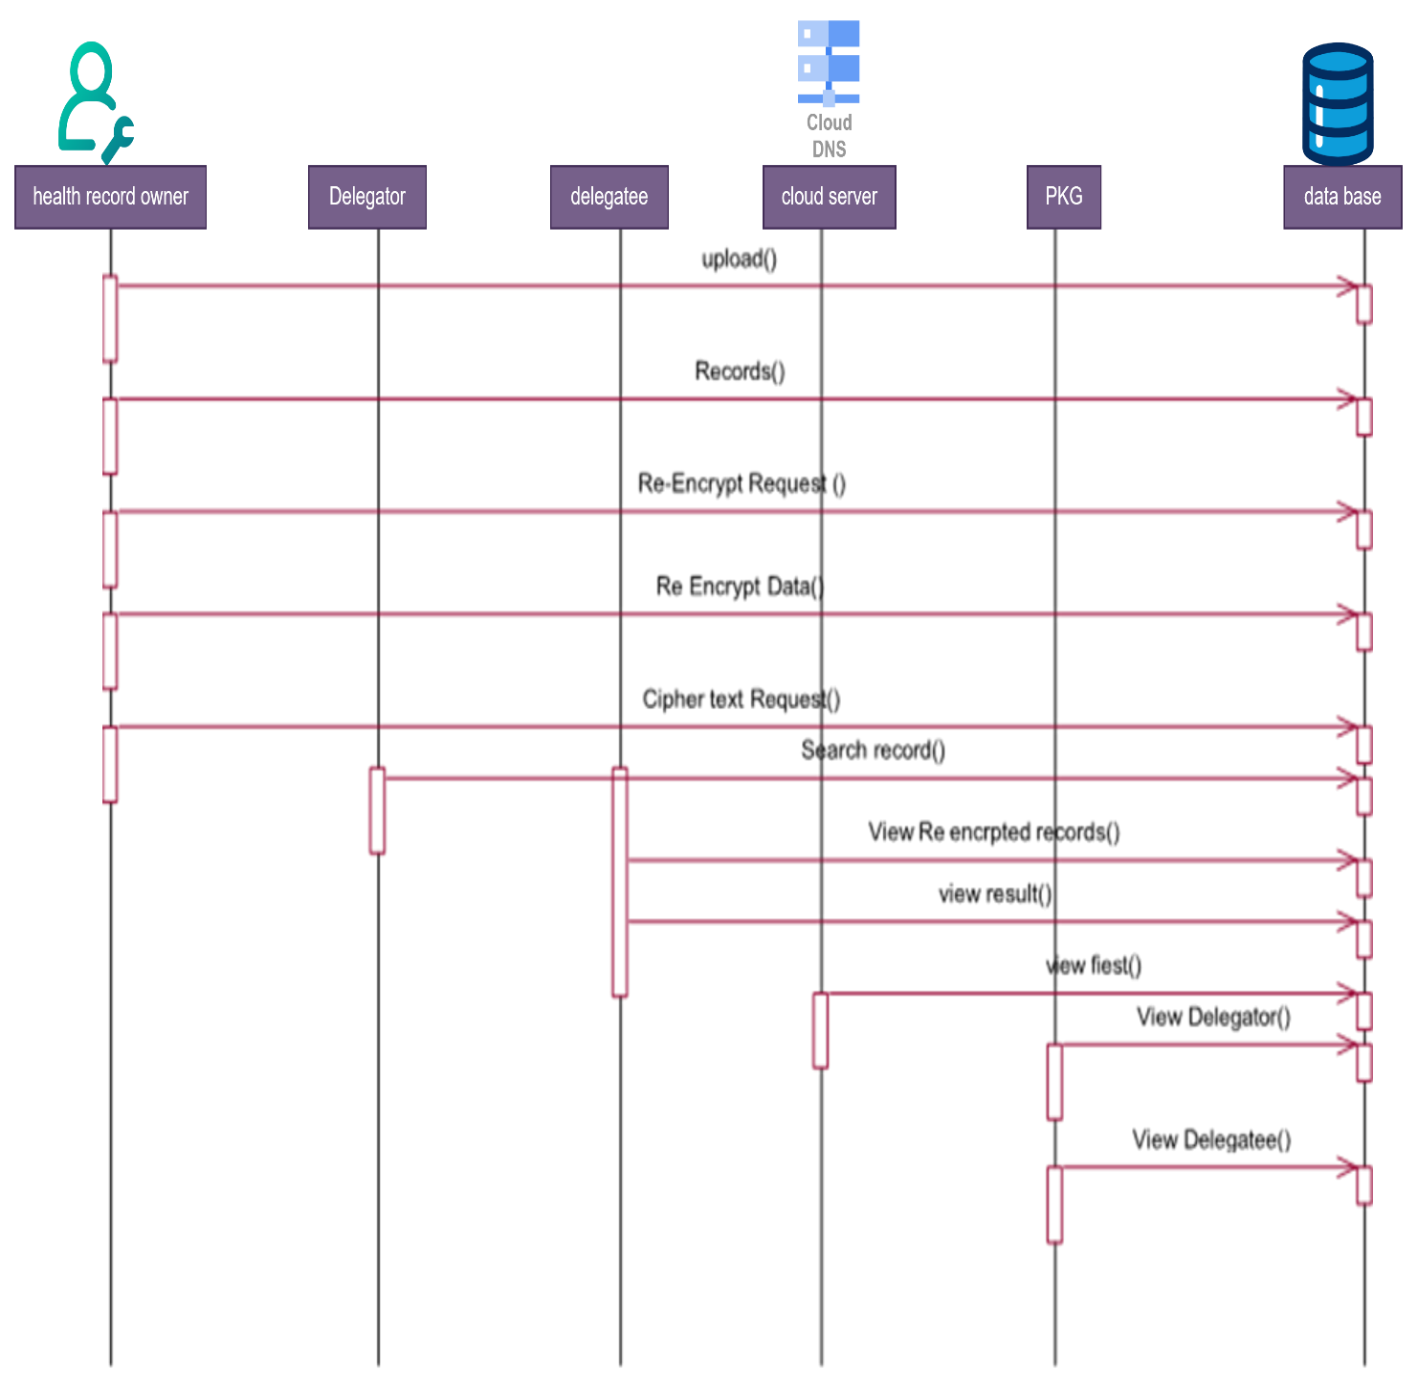 Cloud
DNS
health record owner
Delegator
delegatee
cloud server
PKG
data base
upload()
Records()
Re-Encrypt Request ()
Re Encrypt Data()
Cipher text Request()
Search record()
View Re encrpted records()
view result()
view fiest()
View Delegator()
View Delegatee()